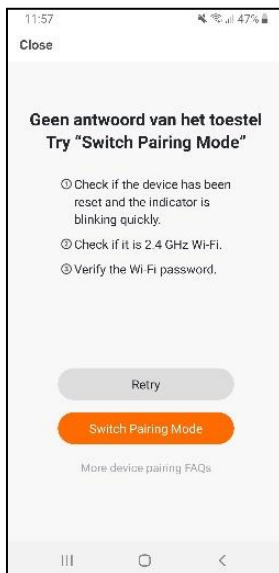 11:57 47%
Close
Geen antwoord van het toestel
Try “Switch Pairing Mode”
① Check if the device has been
reset and the indicator is
blinking quickly.
② Check if it is 2.4 GHz Wi-Fi.
③ Verify the Wi-Fi password.
Retry
Switch Pairing Mode
More device pairing FAQs